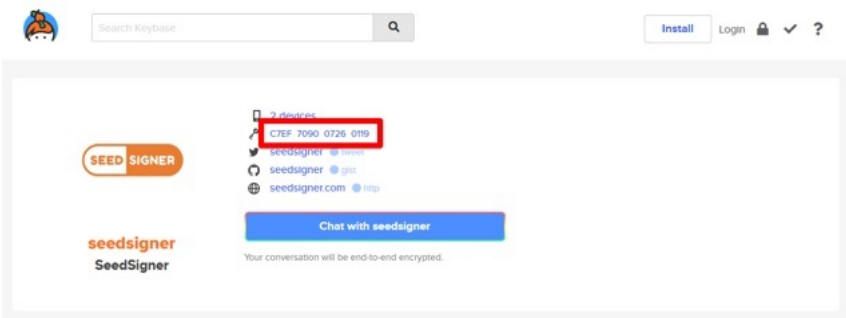 Search Keybase
Install Login ?
2 devices
C7EF 7090 0726 0119
seedsigner tweet
seedsigner gist
seedsigner.com http
SEED SIGNER
Chat with seedsigner
seedsigner
SeedSigner
Your conversation will be end-to-end encrypted.